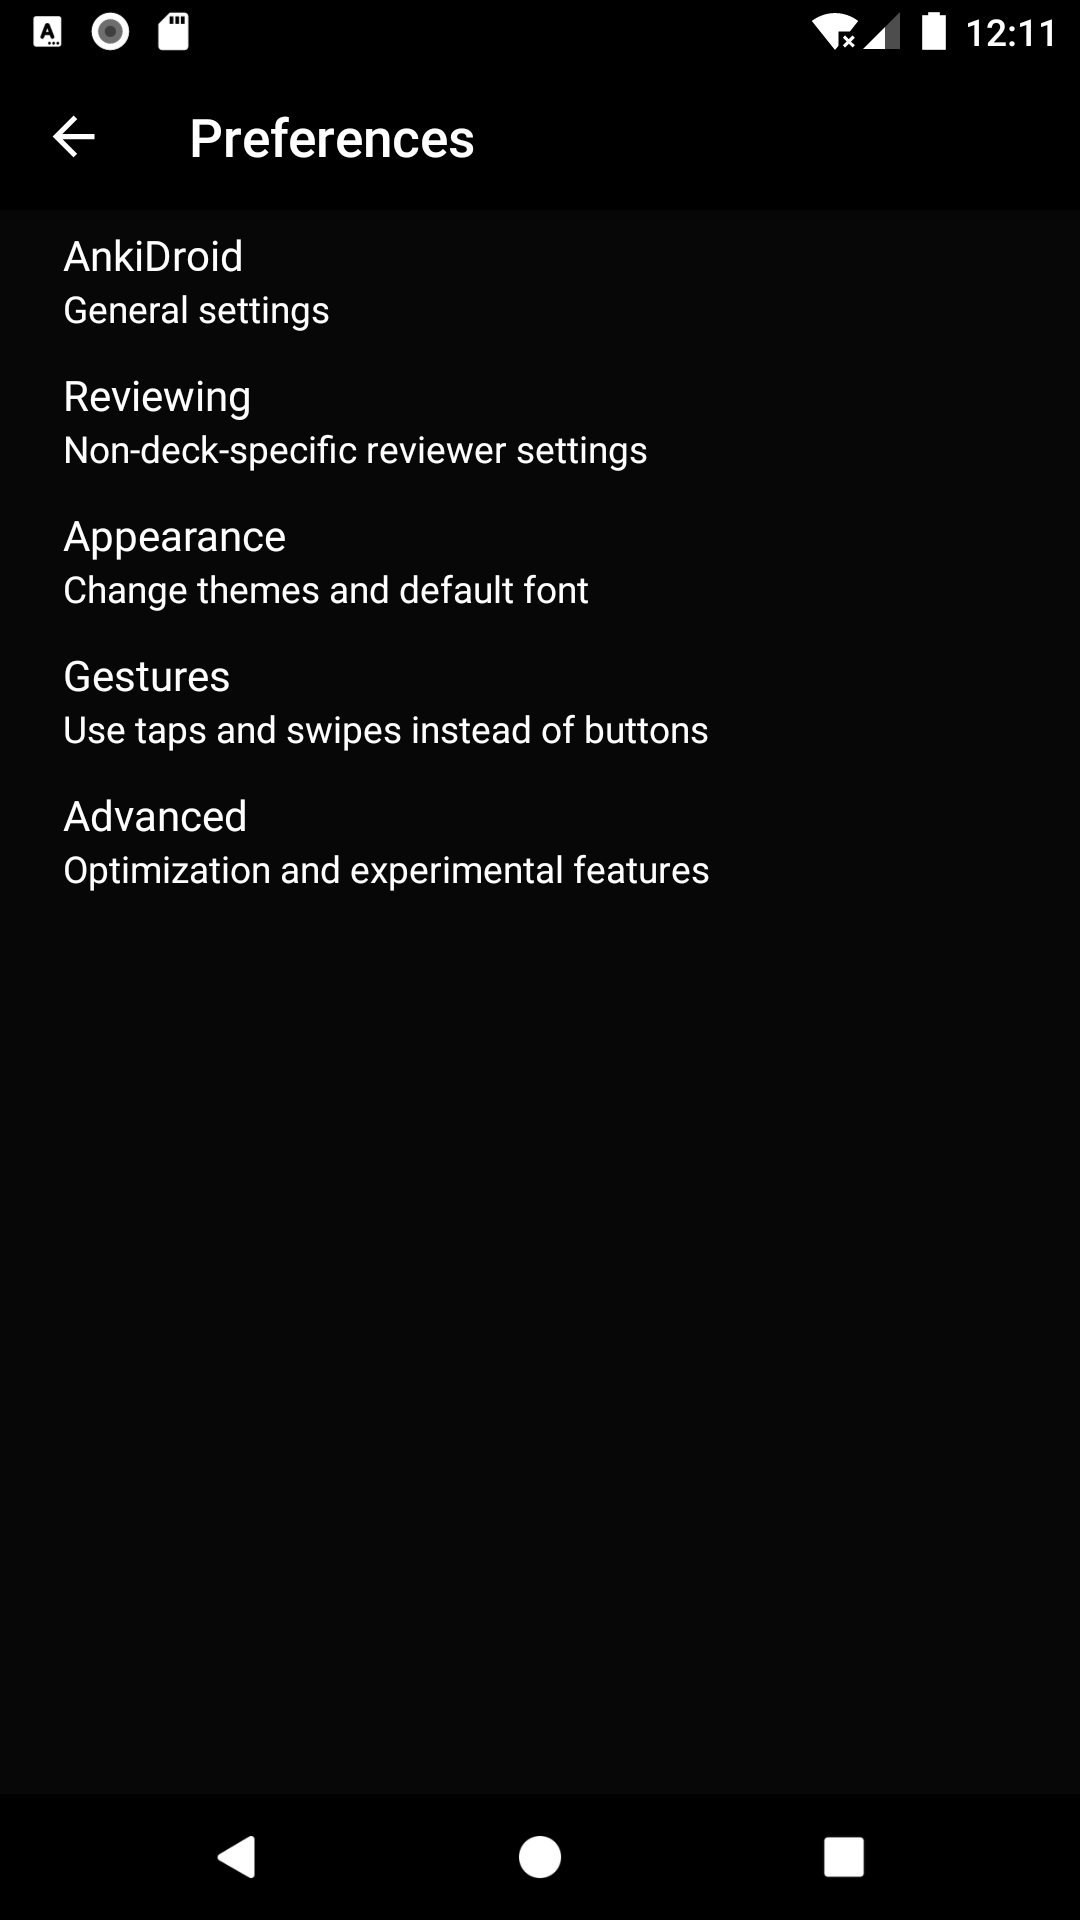 12:11
Preferences
AnkiDroid
General settings
Reviewing
Non-deck-specific reviewer settings
Appearance
Change themes and default font
Gestures
Use taps and swipes instead of buttons
Advanced
Optimization and experimental features